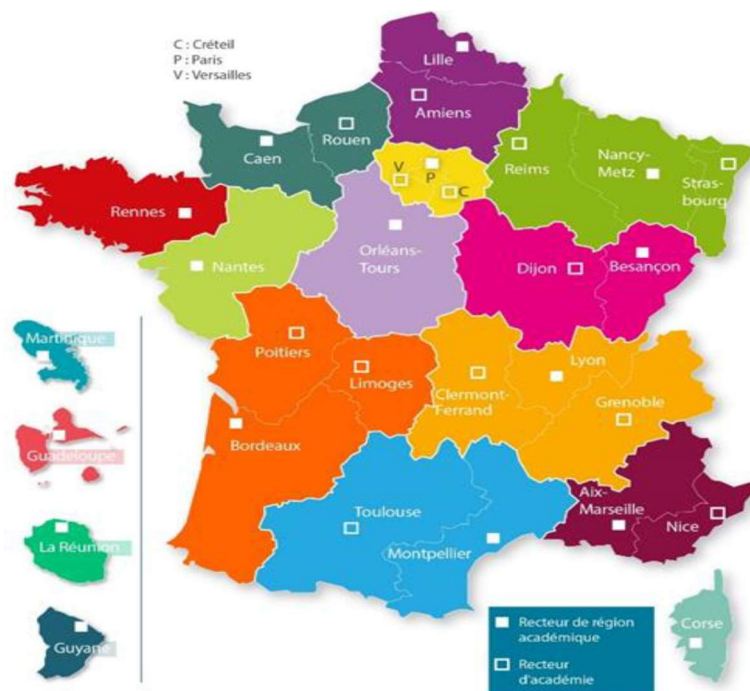 C : Créteil
P : Paris
V : Versailles
Lille
Amiens
Rouen
Caen
V
P
C
Reims
Nancy-
Metz
Stras-
bourg
Rennes
Nantes
Orléans-
Tours
Dijon
Besançon
Martinique
Poitiers
Limoges
Clermont-
Ferrand
Lyon
Grenoble
Guadeloupe
Bordeaux
La Réunion
Toulouse
Montpellier
Aix-
Marseille
Nice
Guyane
Recteur de région
académique
Recteur
d'académie
Corse